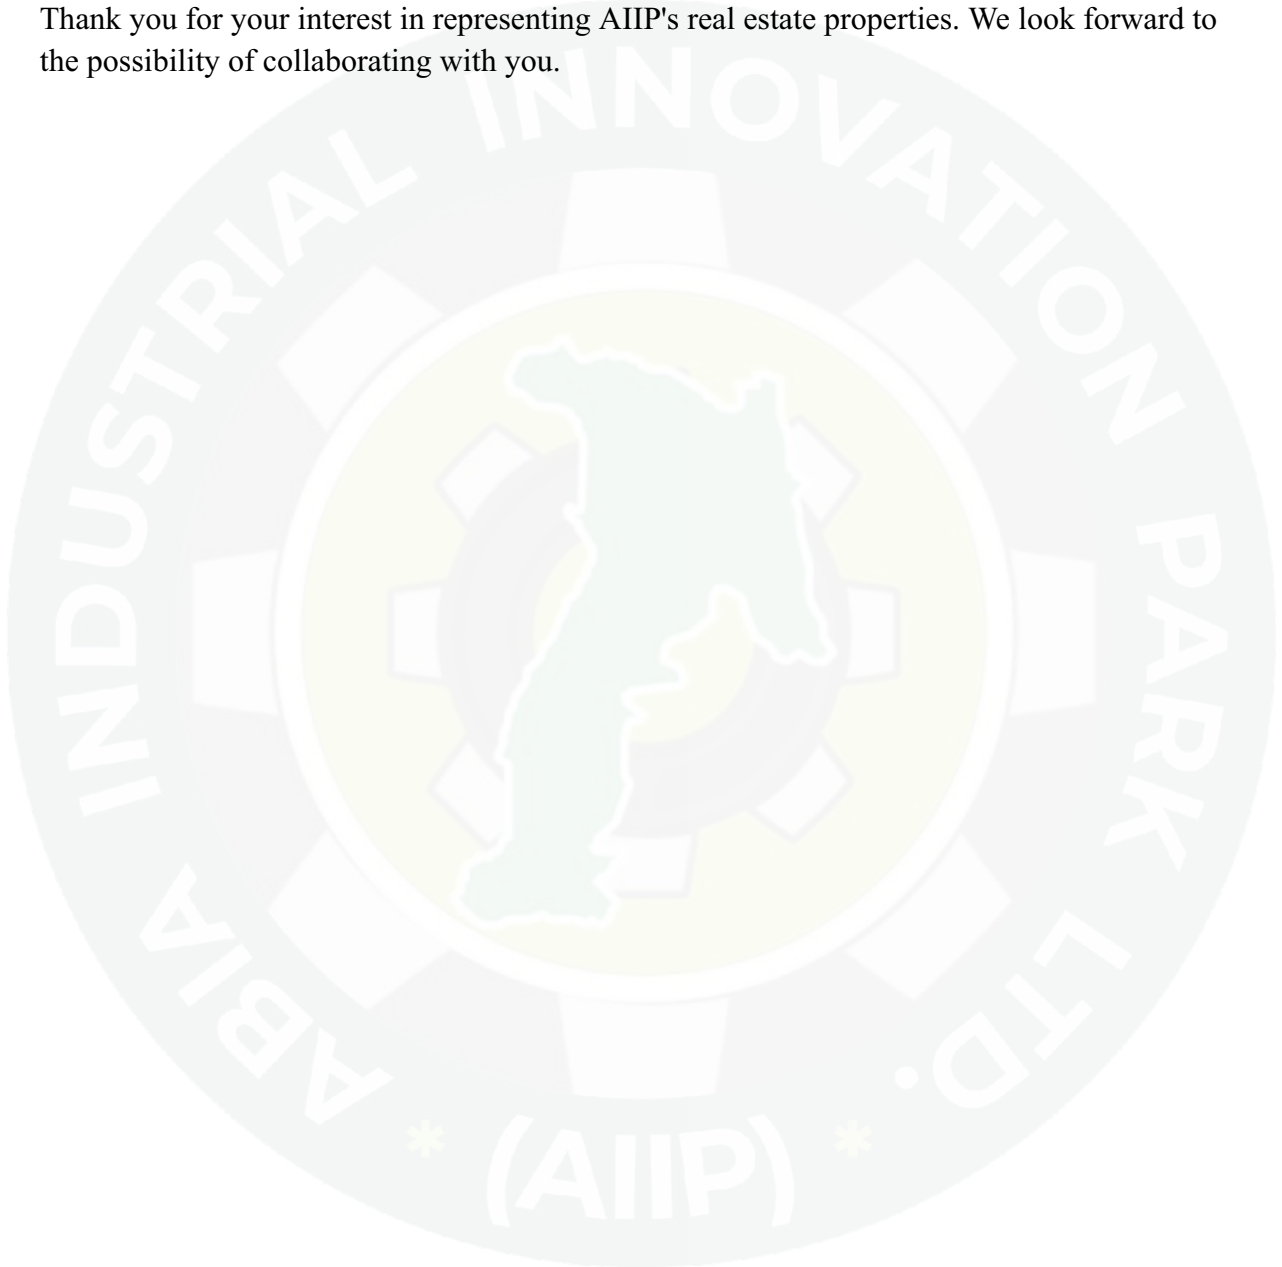 Thank you for your interest in representing AIIP's real estate properties. We look forward to
the possibility of collaborating with you.
ABIA INDUSTRIAL INNOVATION PARK LTD.
* (AIIP) *